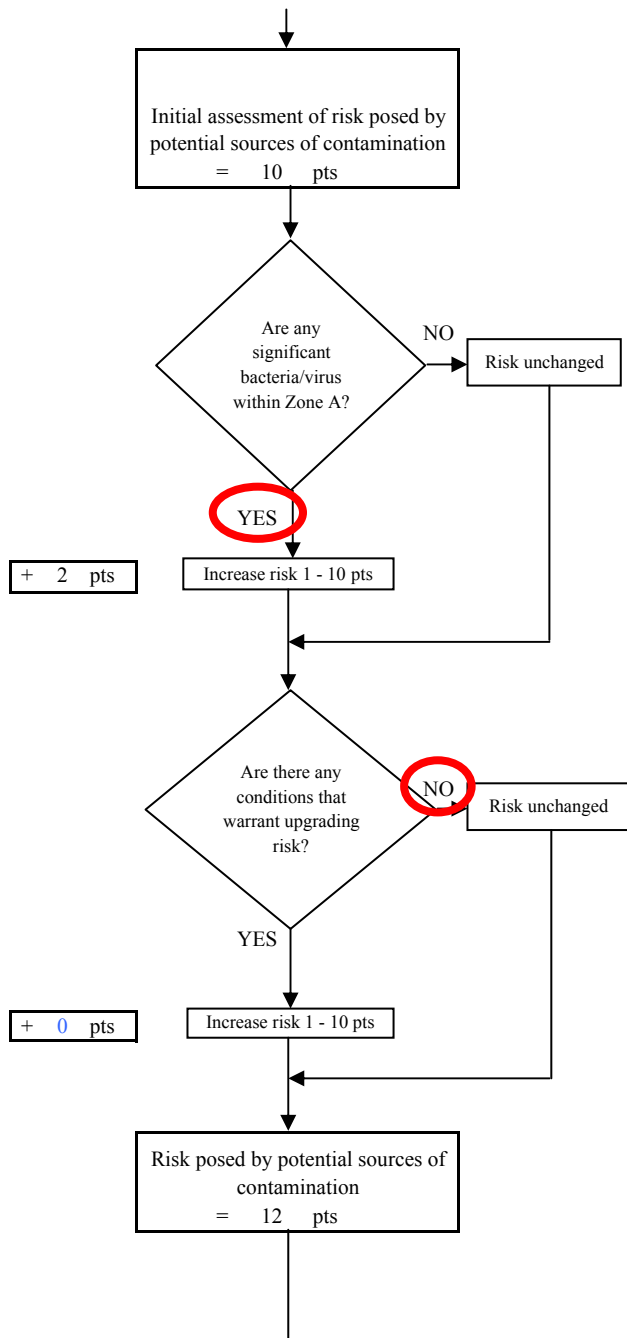 Initial assessment of risk posed by
potential sources of contamination
= 10 pts
Are any
significant
bacteria/virus
within Zone A?
NO
Risk unchanged
YES
+ 2 pts
Increase risk 1 - 10 pts
Are there any
conditions that
warrant upgrading
risk?
NO
Risk unchanged
YES
+ 0 pts
Increase risk 1 - 10 pts
Risk posed by potential sources of
contamination
= 12 pts